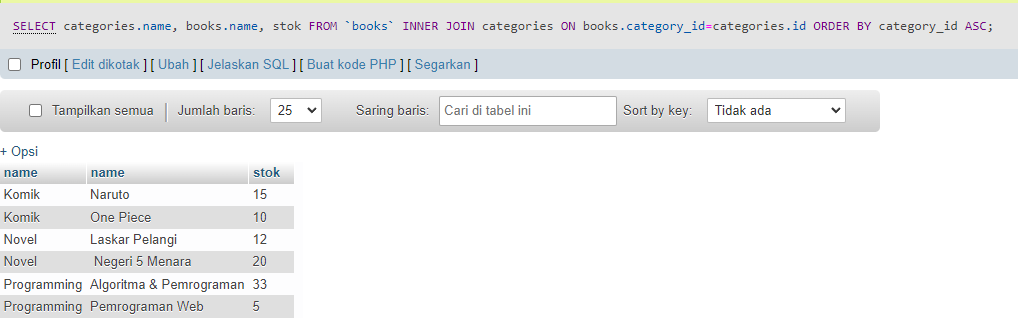 SELECT categories.name, books.name, stok FROM `books` INNER JOIN categories ON books.category_id=categories.id ORDER BY category_id ASC;
Profil [ Edit dikotak ] [ Ubah ] [ Jelaskan SQL ] [ Buat kode PHP ] [ Segarkan ]
Tampilkan semua Jumlah baris: 25 Saring baris: Cari di tabel ini Sort by key: Tidak ada
+ Opsi
name name stok
Komik Naruto 15
Komik One Piece 10
Novel Laskar Pelangi 12
Novel Negeri 5 Menara 20
Programming Algoritma & Pemrograman 33
Programming Pemrograman Web 5